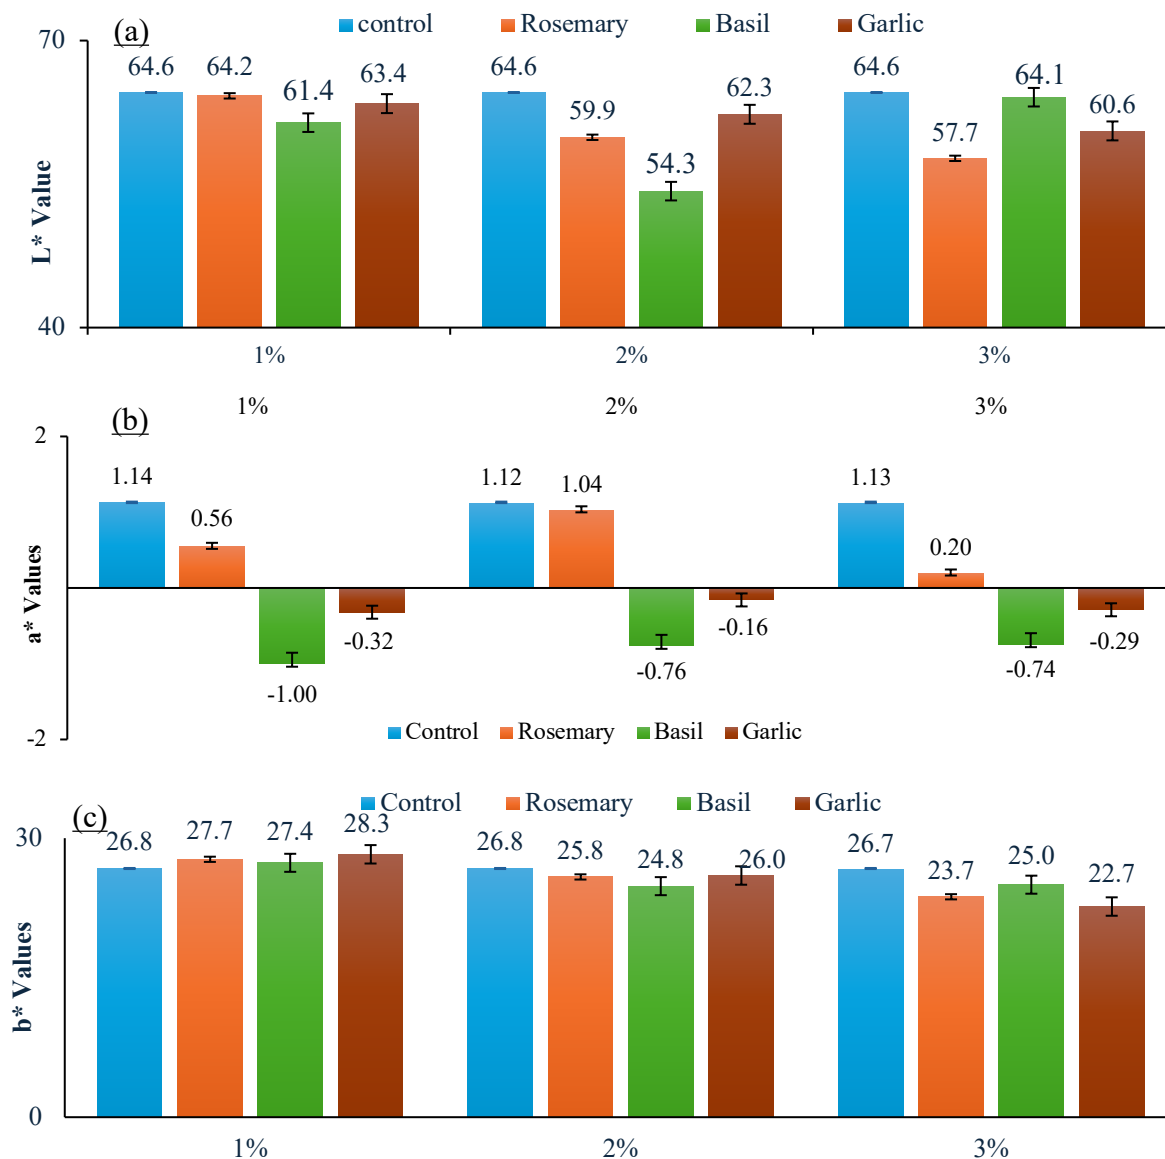 (a)
control Rosemary Basil Garlic
70
64.6 64.2 61.4 63.4 64.6 59.9 54.3 62.3 64.6 57.7 64.1 60.6
L* Value
40
1% 2% 3%
1% 2% 3%
(b)
2
1.14 0.56 -1.00 -0.32 1.12 1.04 -0.76 -0.16 1.13 0.20 -0.74 -0.29
a* Values
-2
Control Rosemary Basil Garlic
Control Rosemary Basil Garlic
(c)
30
26.8 27.7 27.4 28.3 26.8 25.8 24.8 26.0 26.7 23.7 25.0 22.7
b* Values
0
1% 2% 3%